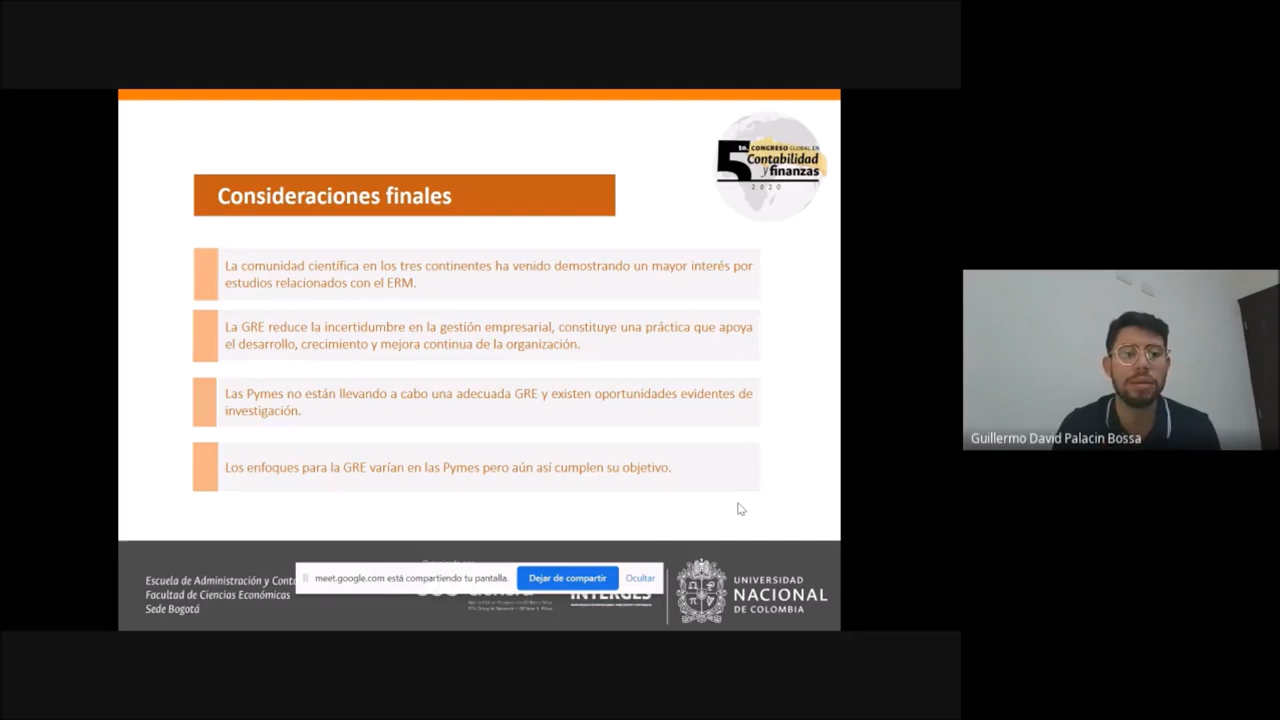 5to. CONGRESO GLOBAL EN
Contabilidad
y finanzas
2020
Consideraciones finales
La comunidad científica en los tres continentes ha venido demostrando un mayor interés por
estudios relacionados con el ERM.
La GRE reduce la incertidumbre en la gestión empresarial, constituye una práctica que apoya
el desarrollo, crecimiento y mejora continua de la organización.
Las Pymes no están llevando a cabo una adecuada GRE y existen oportunidades evidentes de
investigación.
Los enfoques para la GRE varían en las Pymes pero aún así cumplen su objetivo.
Guillermo David Palacin Bossa
Escuela de Administración y Conta
Facultad de Ciencias Económicas
Sede Bogotá
meet.google.com está compartiendo tu pantalla.
Dejar de compartir
Ocultar
INTERGES
UNIVERSIDAD
NACIONAL
DE COLOMBIA